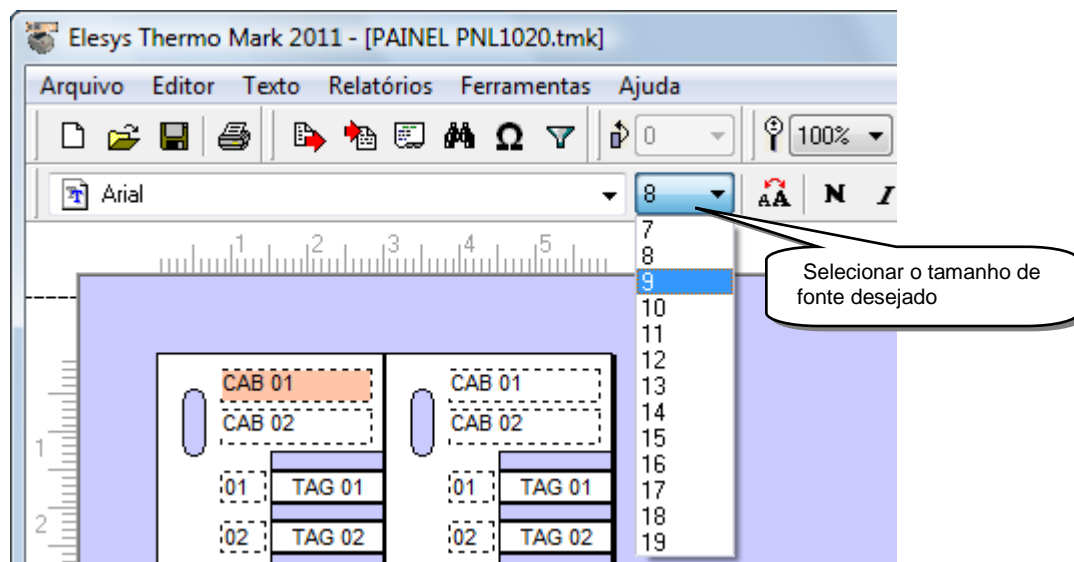 Elesys Thermo Mark 2011 - [PAINEL PNL1020.tmk]
Arquivo Editor Texto Relatórios Ferramentas Ajuda
Ω 0 100%
Arial 8 AA N I
1 2 3 4 5
7
8
9
10
11
12
13
14
15
16
17
18
19
Selecionar o tamanho de
fonte desejado
CAB 01 CAB 01
CAB 02 CAB 02
1
01 TAG 01 01 TAG 01
2
02 TAG 02 02 TAG 02